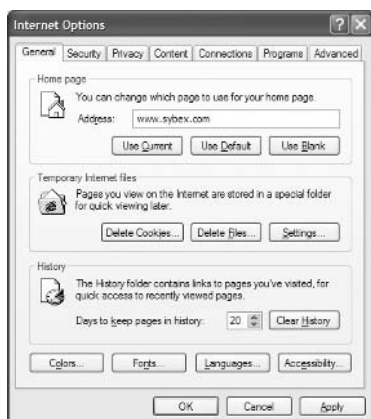 Internet Options
General Security Privacy Content Connections Programs Advanced
Home page
You can change which page to use for your home page.
Address: www.sybex.com
Use Current Use Default Use Blank
Temporary Internet files
Pages you view on the Internet are stored in a special folder
for quick viewing later.
Delete Cookies... Delete Files... Settings...
History
The History folder contains links to pages you've visited, for
quick access to recently viewed pages.
Days to keep pages in history: 20 Clear History
Colors... Fonts... Languages... Accessibility...
OK Cancel Apply